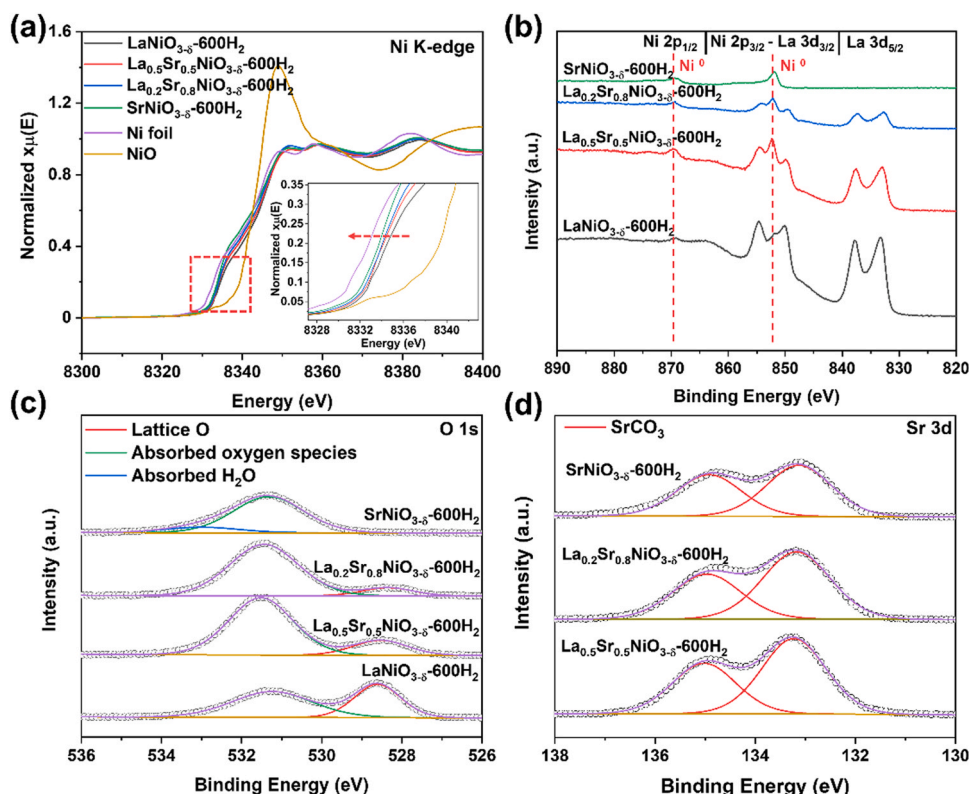 (a)
Normalized xμ(E)
1.6
1.2
0.8
0.4
0
Ni K-edge
LaNiO3-δ-600H2
La0.5Sr0.5NiO3-δ-600H2
La0.2Sr0.8NiO3-δ-600H2
SrNiO3-δ-600H2
Ni foil
NiO
Normalized xμ(E)
0.35
0.30
0.25
0.20
0.15
0.10
0.05
8328 8332 8336 8340
Energy (eV)
8300 8320 8340 8360 8380 8400
Energy (eV)
(b)
Intensity (a.u.)
Ni 2p1/2 Ni 2p3/2 - La 3d3/2 La 3d5/2
Ni 0 Ni 0
SrNiO3-δ-600H2
La0.2Sr0.8NiO3-δ-600H2
La0.5Sr0.5NiO3-δ-600H2
LaNiO3-δ-600H2
890 880 870 860 850 840 830 820
Binding Energy (eV)
(c)
Intensity (a.u.)
Lattice O
Absorbed oxygen species
Absorbed H2O
O 1s
SrNiO3-δ-600H2
La0.2Sr0.8NiO3-δ-600H2
La0.5Sr0.5NiO3-δ-600H2
LaNiO3-δ-600H2
536 534 532 530 528 526
Binding Energy (eV)
(d)
Intensity (a.u.)
SrCO3
Sr 3d
SrNiO3-δ-600H2
La0.2Sr0.8NiO3-δ-600H2
La0.5Sr0.5NiO3-δ-600H2
138 135 134 133 132 130
Binding Energy (eV)